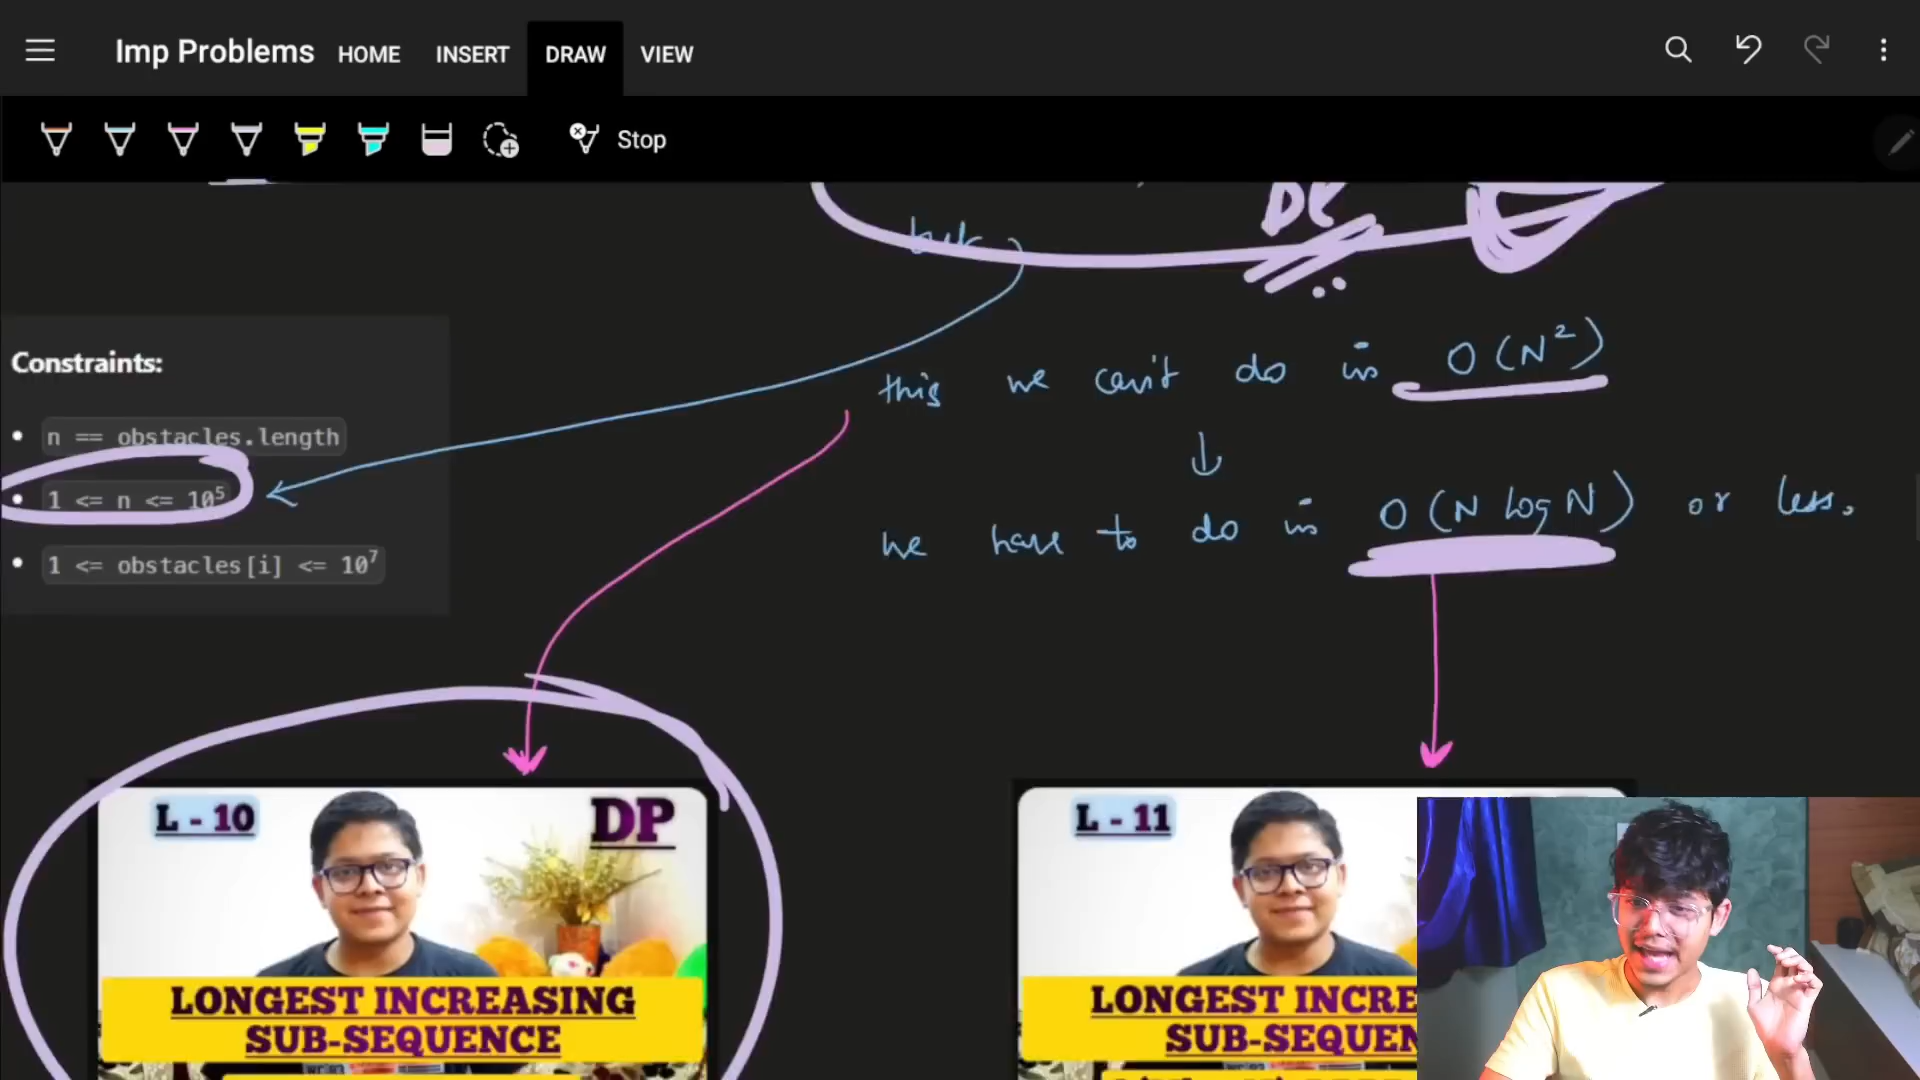 Imp Problems HOME INSERT DRAW VIEW
Stop
but
Constraints:
n == obstacles.length
1 <= n <= 10⁵
1 <= obstacles[i] <= 10⁷
this we can't do in O(N²)
we have to do in O(N log N) or less.
L - 10
DP
LONGEST INCREASING
SUB-SEQUENCE
L - 11
LONGEST INCRE
SUB-SEQUEN